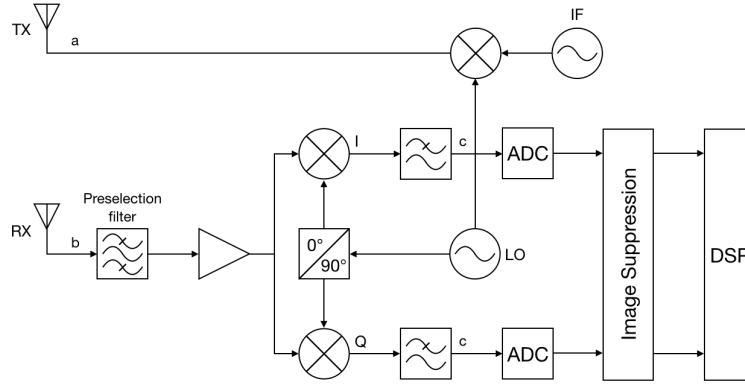 TX
a
IF
I
c
ADC
Preselection
filter
RX
b
0°
90°
LO
Image Suppression
DSP
Q
c
ADC